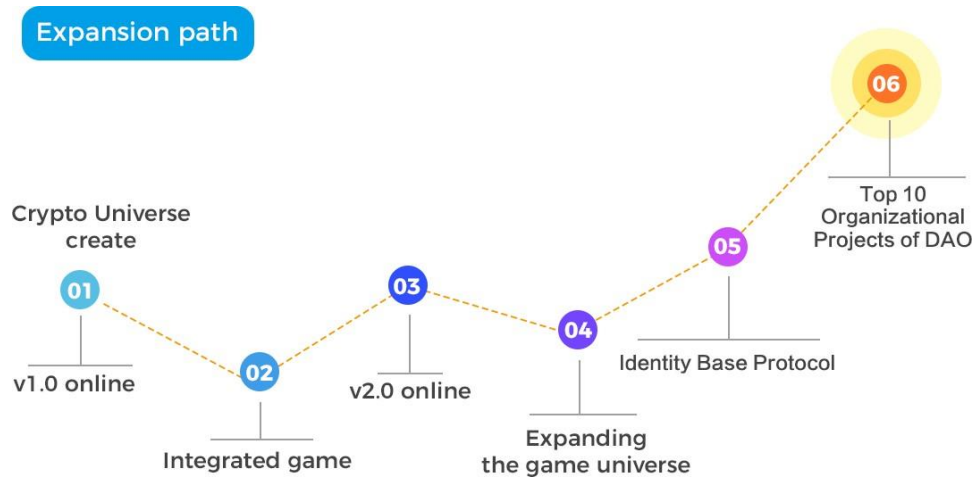 Expansion path
Crypto Universe
create
01
v1.0 online
02
Integrated game
03
v2.0 online
04
Expanding
the game universe
05
Identity Base Protocol
06
Top 10
Organizational
Projects of DAO